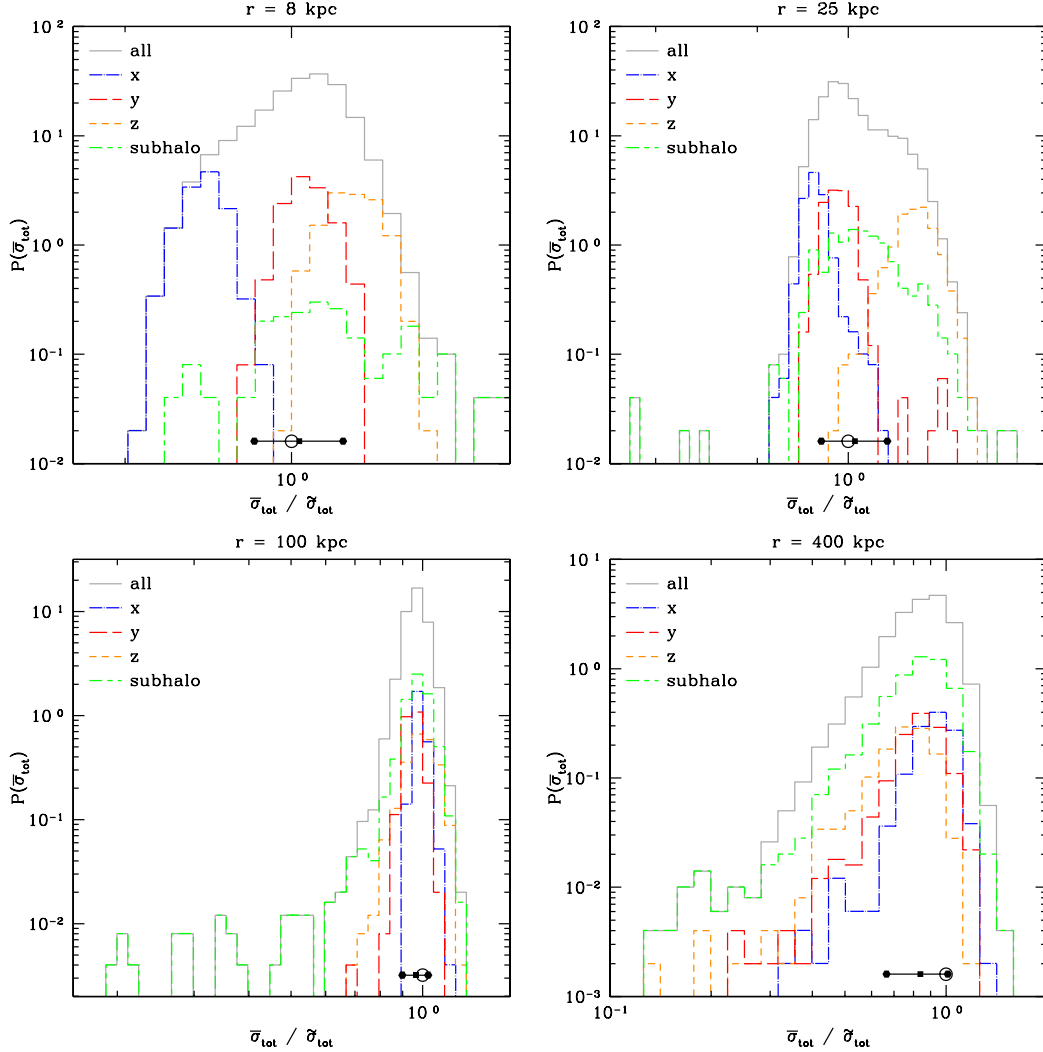 r = 8 kpc
P(σ̅tot)
10²
10¹
10⁰
10⁻¹
10⁻²
all
x
y
z
subhalo
10⁰
σ̅tot / σ̃tot
r = 25 kpc
P(σ̅tot)
10²
10¹
10⁰
10⁻¹
10⁻²
all
x
y
z
subhalo
10⁰
σ̅tot / σ̃tot
r = 100 kpc
P(σ̅tot)
10¹
10⁰
10⁻¹
10⁻²
all
x
y
z
subhalo
10⁰
σ̅tot / σ̃tot
r = 400 kpc
P(σ̅tot)
10¹
10⁰
10⁻¹
10⁻²
10⁻³
all
x
y
z
subhalo
10⁻¹
10⁰
σ̅tot / σ̃tot